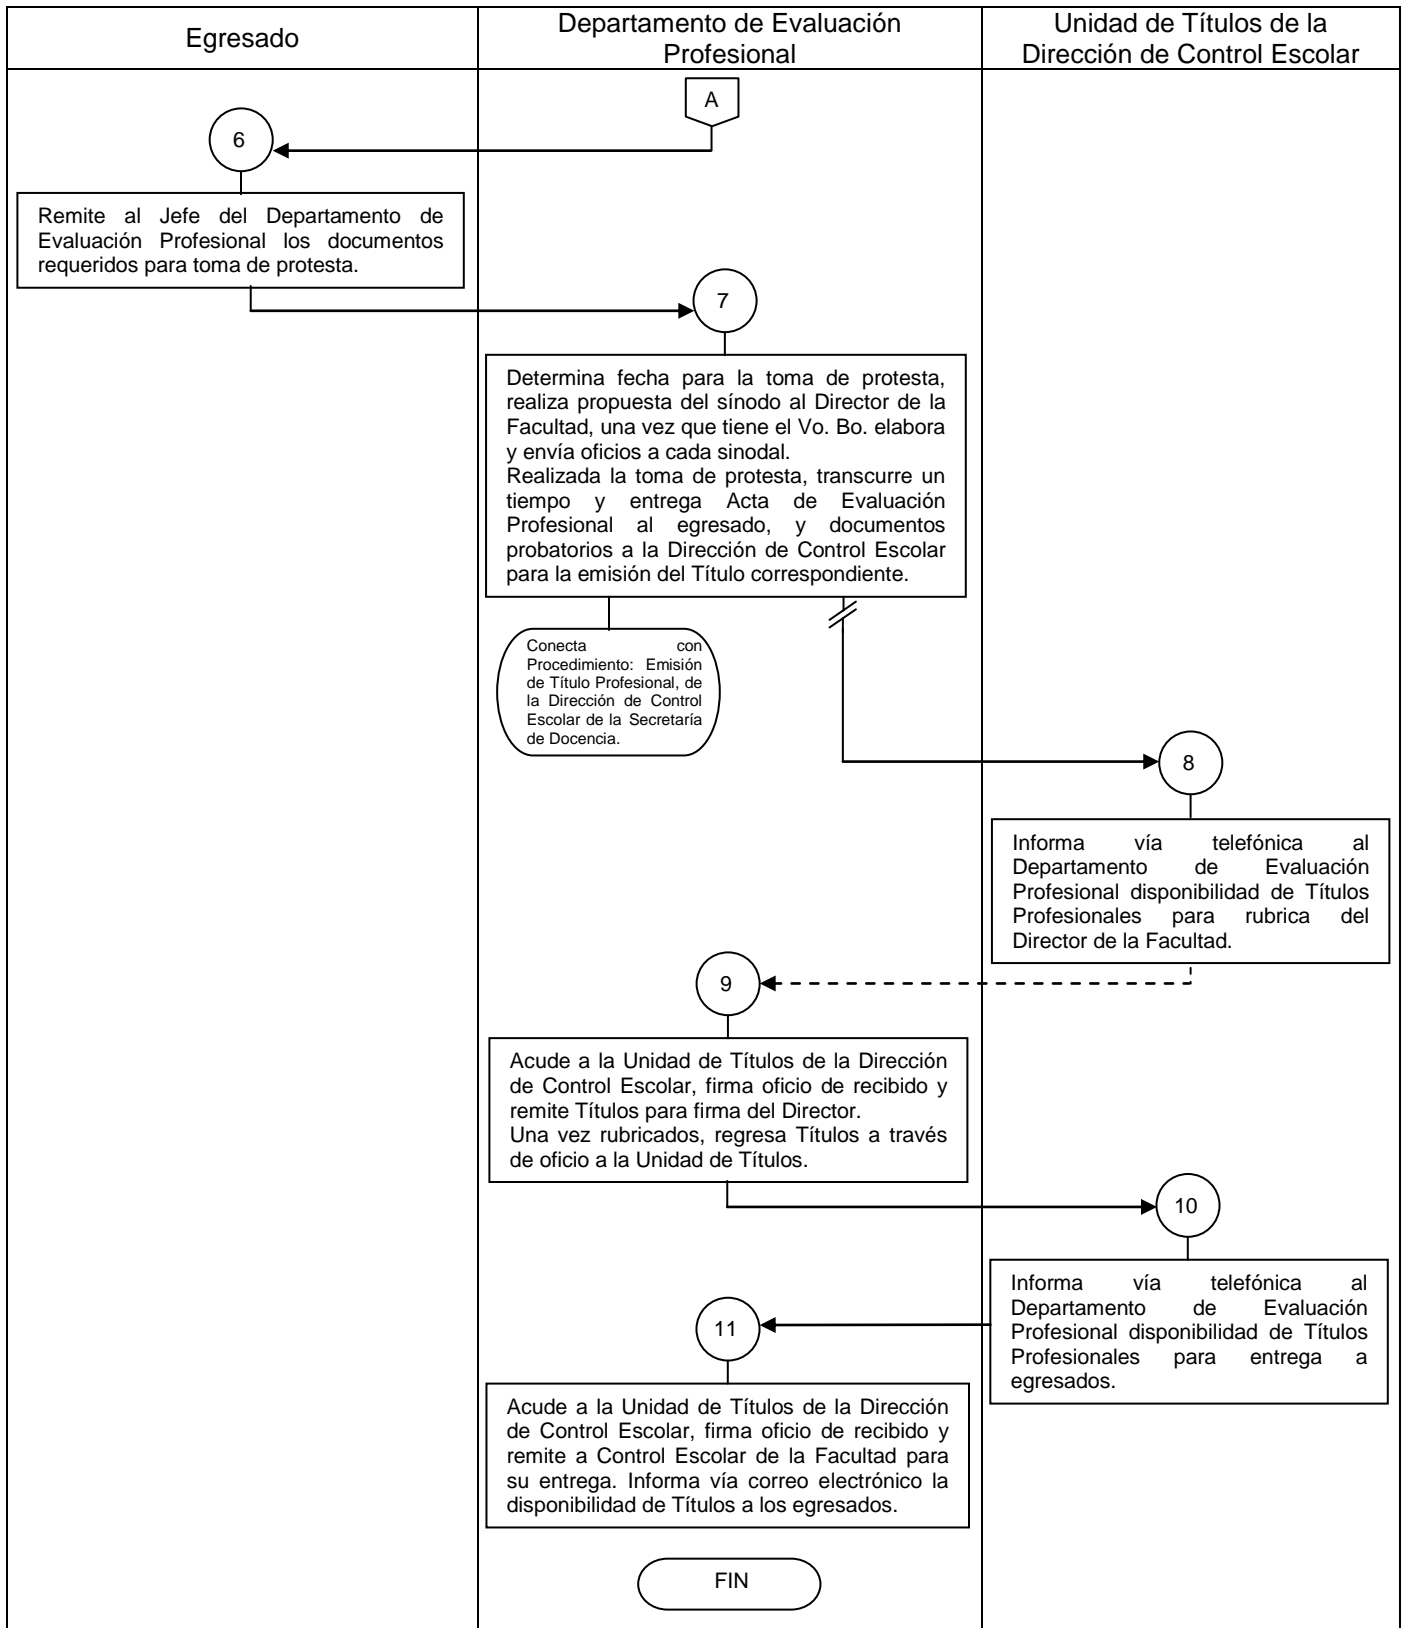 Egresado
Departamento de Evaluación
Profesional
Unidad de Títulos de la
Dirección de Control Escolar
A
6
Remite al Jefe del Departamento de
Evaluación Profesional los documentos
requeridos para toma de protesta.
7
Determina fecha para la toma de protesta,
realiza propuesta del sínodo al Director de la
Facultad, una vez que tiene el Vo. Bo. elabora
y envía oficios a cada sinodal.
Realizada la toma de protesta, transcurre un
tiempo y entrega Acta de Evaluación
Profesional al egresado, y documentos
probatorios a la Dirección de Control Escolar
para la emisión del Título correspondiente.
Conecta con
Procedimiento: Emisión
de Título Profesional, de
la Dirección de Control
Escolar de la Secretaría
de Docencia.
8
Informa vía telefónica al
Departamento de Evaluación
Profesional disponibilidad de Títulos
Profesionales para rubrica del
Director de la Facultad.
9
Acude a la Unidad de Títulos de la Dirección
de Control Escolar, firma oficio de recibido y
remite Títulos para firma del Director.
Una vez rubricados, regresa Títulos a través
de oficio a la Unidad de Títulos.
10
Informa vía telefónica al
Departamento de Evaluación
Profesional disponibilidad de Títulos
Profesionales para entrega a
egresados.
11
Acude a la Unidad de Títulos de la Dirección
de Control Escolar, firma oficio de recibido y
remite a Control Escolar de la Facultad para
su entrega. Informa vía correo electrónico la
disponibilidad de Títulos a los egresados.
FIN